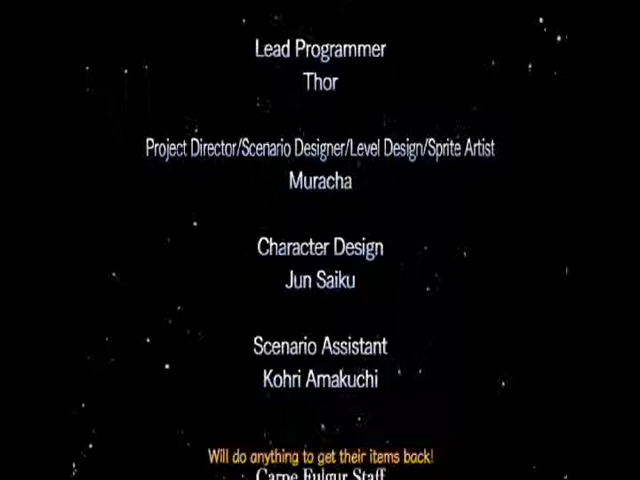 Lead Programmer
Thor
Project Director/Scenario Designer/Level Design/Sprite Artist
Muracha
Character Design
Jun Saiku
Scenario Assistant
Kohri Amakuchi
Will do anything to get their items back!
Carpe Fulgur Staff